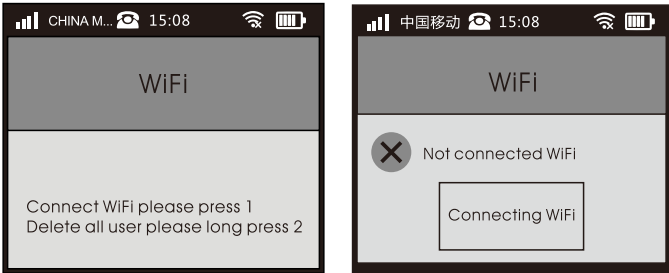 CHINA M... 15:08
WiFi
Connect WiFi please press 1
Delete all user please long press 2
中国移动 15:08
WiFi
Not connected WiFi
Connecting WiFi